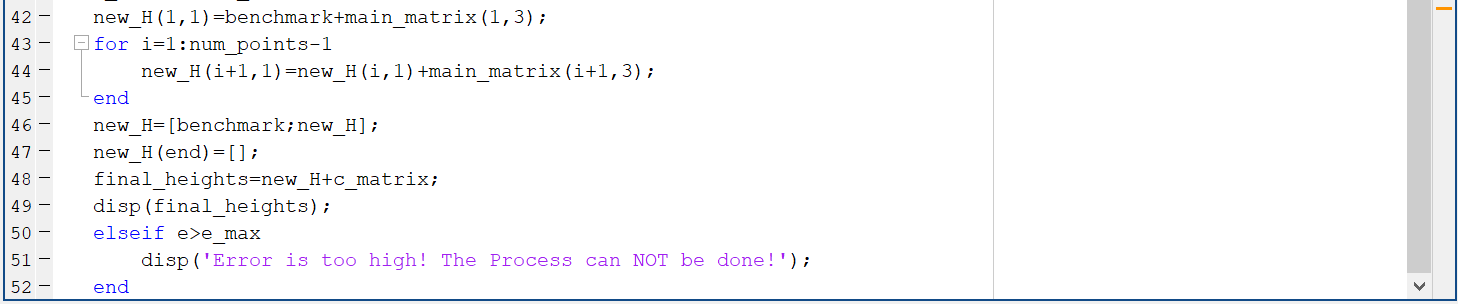 42 – new_H(1,1)=benchmark+main_matrix(1,3);
43 – for i=1:num_points-1
44 – new_H(i+1,1)=new_H(i,1)+main_matrix(i+1,3);
45 – end
46 – new_H=[benchmark;new_H];
47 – new_H(end)=[];
48 – final_heights=new_H+c_matrix;
49 – disp(final_heights);
50 – elseif e>e_max
51 – disp('Error is too high! The Process can NOT be done!');
52 – end